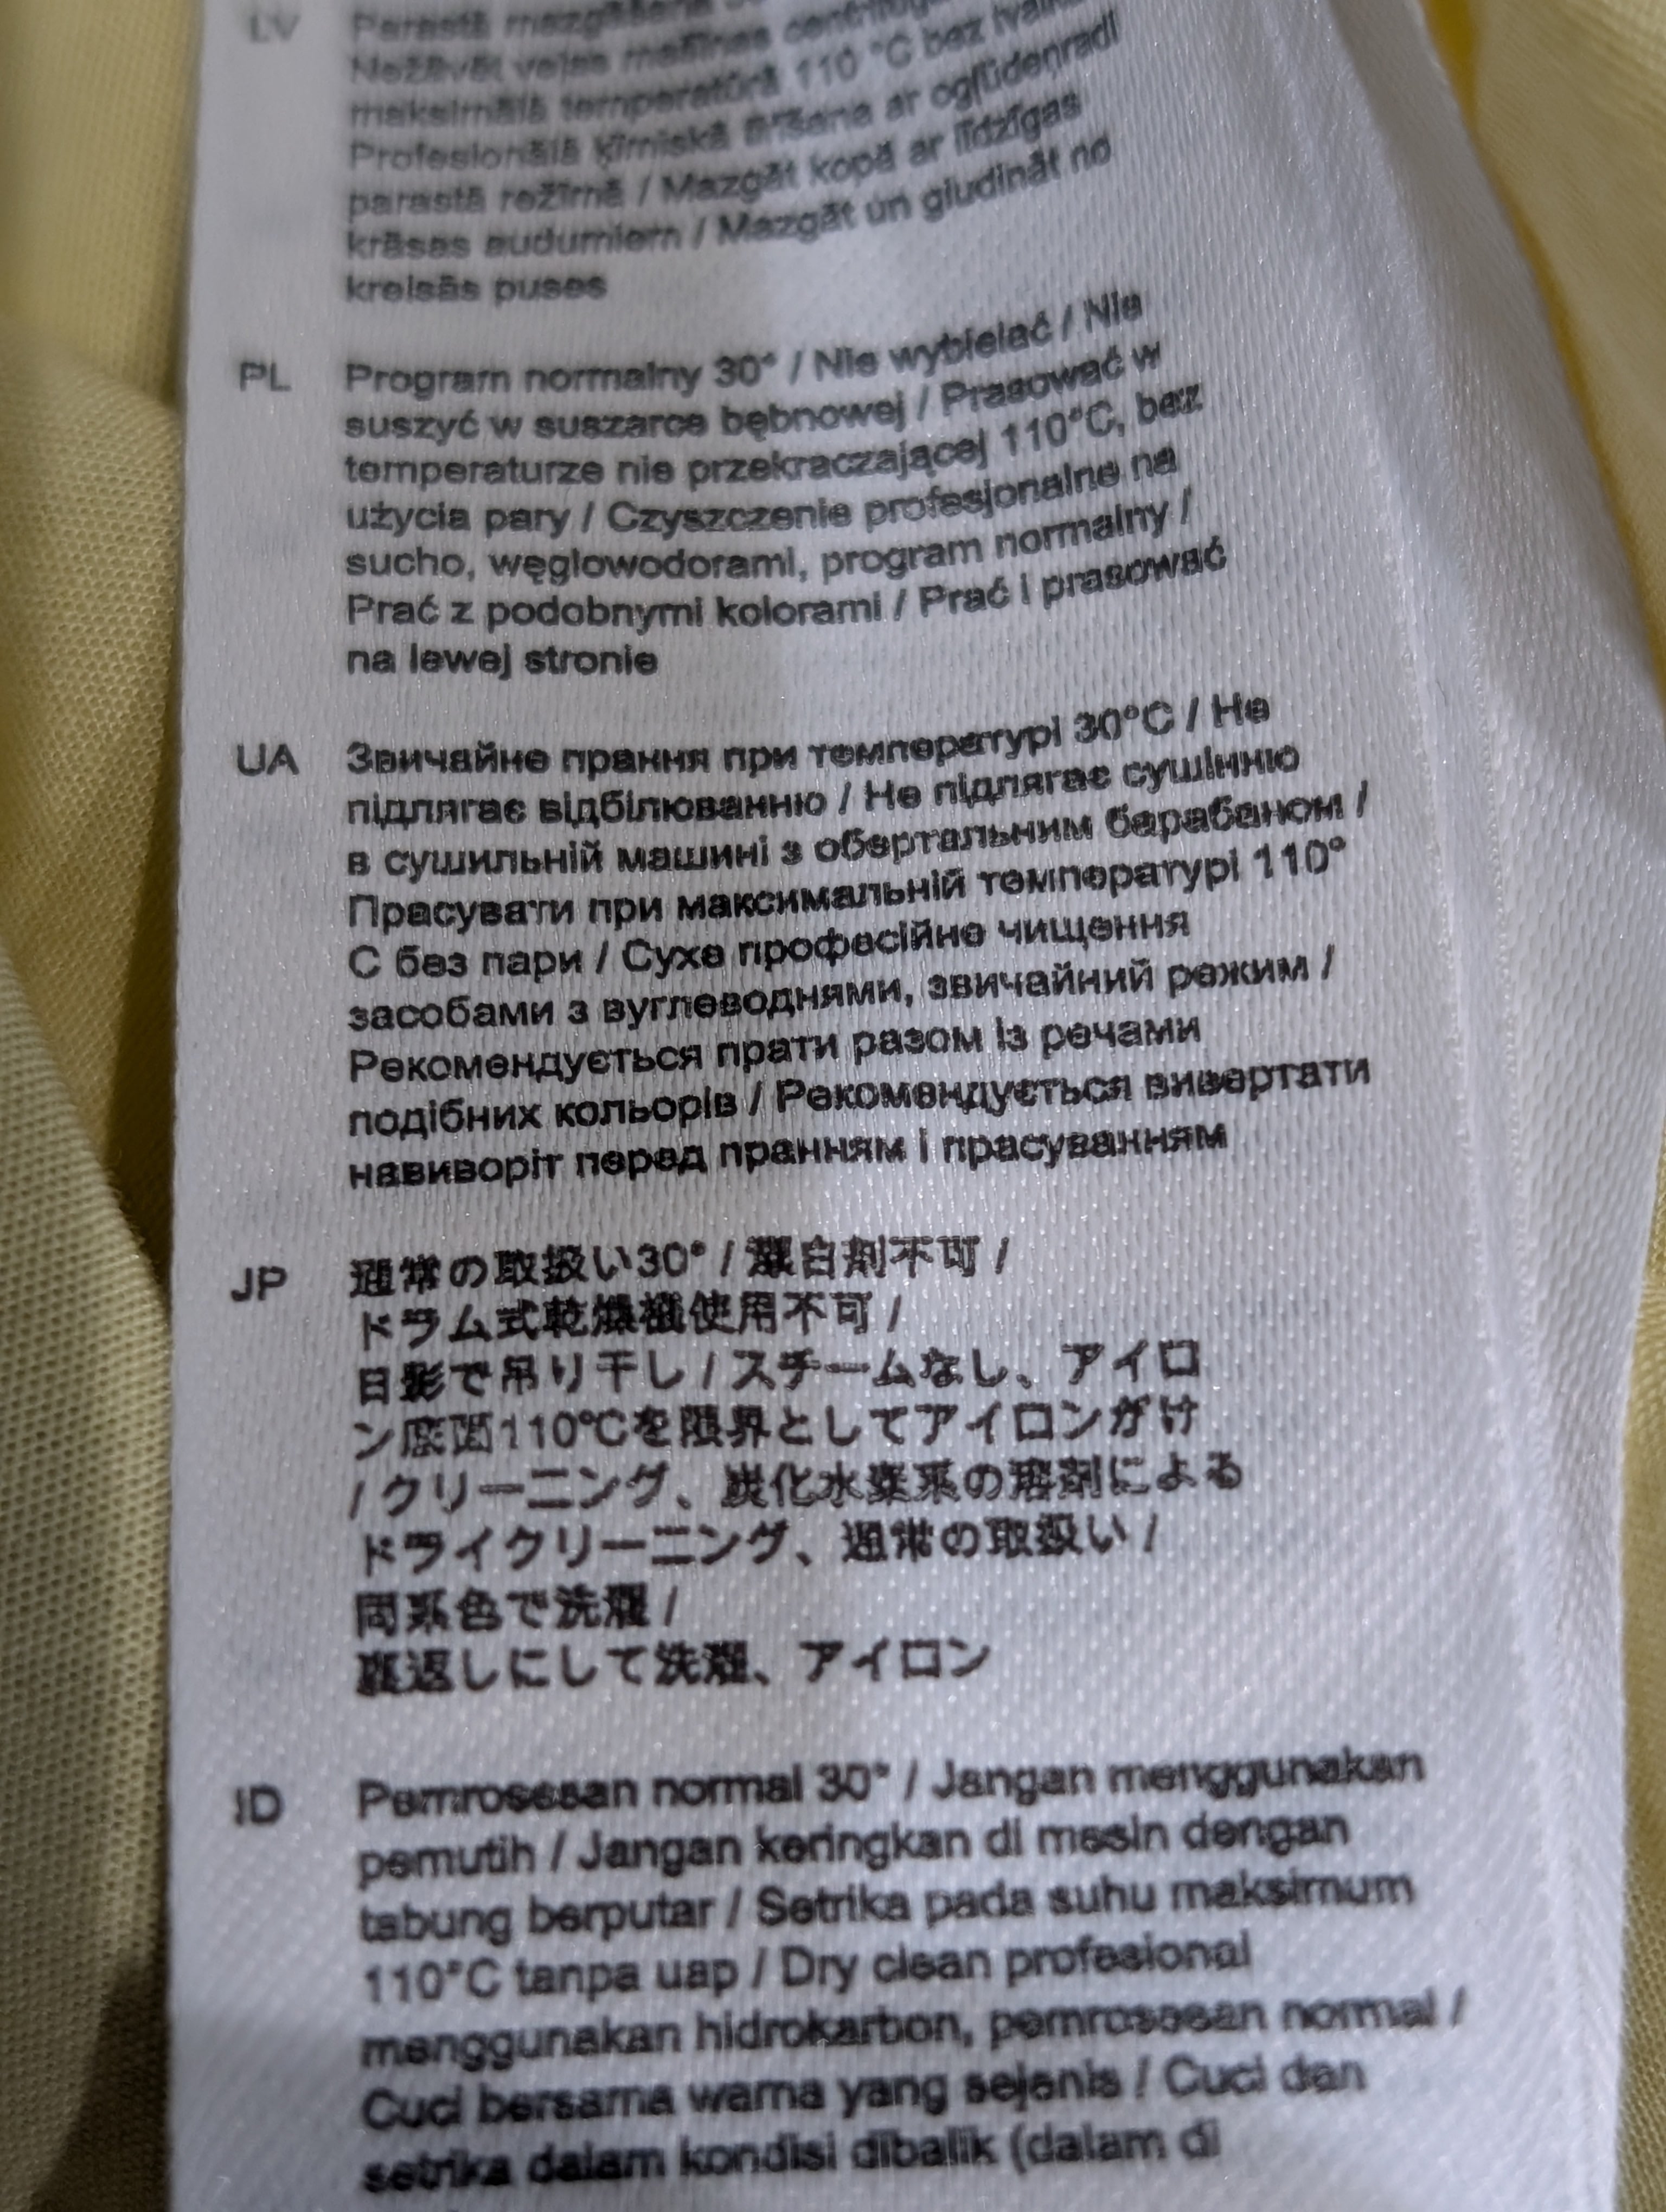 LV Parastā mazgāšana
Nežāvēt veļas mašīnas centrifūgā
maksimālā temperatūrā 110 °C bez tvaika
Profesionālā ķīmiskā tīrīšana ar ogļūdeņradi
parastā režīmā / Mazgāt kopā ar līdzīgas
krāsas audumiem / Mazgāt un gludināt no
kreisās puses
PL Program normalny 30° / Nie wybielać / Nie
suszyć w suszarce bębnowej / Prasować w
temperaturze nie przekraczającej 110°C, bez
użycia pary / Czyszczenie profesjonalne na
sucho, węglowodorami, program normalny /
Prać z podobnymi kolorami / Prać i prasować
na lewej stronie
UA Звичайне прання при температурі 30°C / Не
підлягає відбілюванню / Не підлягає сушінню
в сушильній машині з обертальним барабаном /
Прасувати при максимальній температурі 110°
C без пари / Сухе професійне чищення
засобами з вуглеводнями, звичайний режим /
Рекомендується прати разом із речами
подібних кольорів / Рекомендується вивертати
навиворіт перед пранням і прасуванням
JP 通常の取扱い30° / 漂白剤不可 /
ドラム式乾燥機使用不可 /
日影で吊り干し / スチームなし、アイロ
ン底面110℃を限界としてアイロンがけ
/ クリーニング、炭化水素系の溶剤による
ドライクリーニング、通常の取扱い /
同系色で洗濯 /
裏返しにして洗濯、アイロン
ID Pemrosesan normal 30° / Jangan menggunakan
pemutih / Jangan keringkan di mesin dengan
tabung berputar / Setrika pada suhu maksimum
110°C tanpa uap / Dry clean profesional
menggunakan hidrokarbon, pemrosesan normal /
Cuci bersama warna yang sejenis / Cuci dan
setrika dalam kondisi dibalik (dalam di